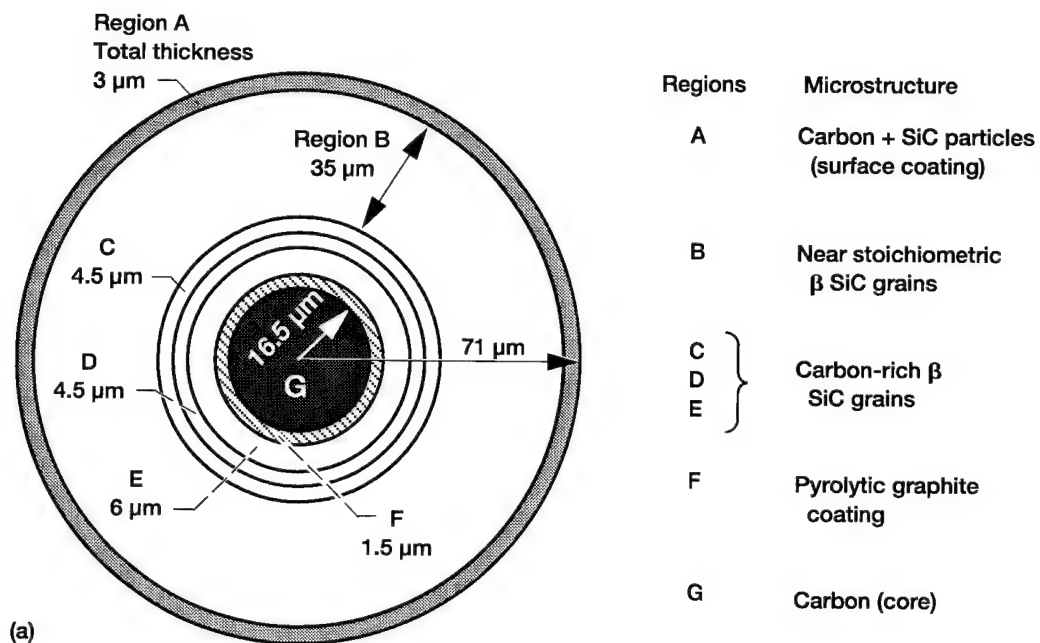 Region A
Total thickness
3 µm
Region B
35 µm
C
4.5 µm
16.5 µm
71 µm
G
D
4.5 µm
E
6 µm
F
1.5 µm
(a)
Regions Microstructure
A Carbon + SiC particles
(surface coating)
B Near stoichiometric
β SiC grains
C
D Carbon-rich β
E SiC grains
F Pyrolytic graphite
coating
G Carbon (core)